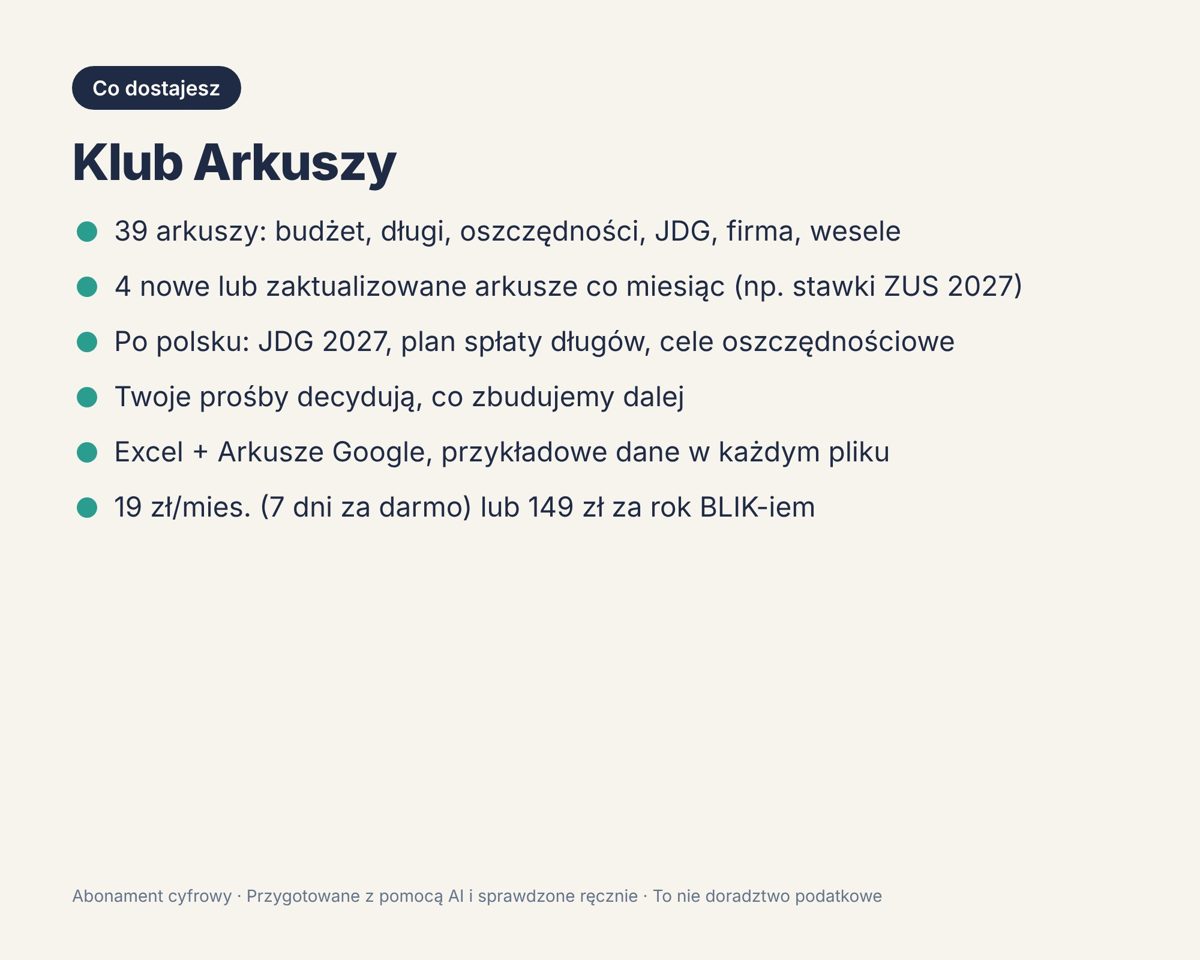 Co dostajesz
Klub Arkuszy
39 arkuszy: budżet, długi, oszczędności, JDG, firma, wesele
4 nowe lub zaktualizowane arkusze co miesiąc (np. stawki ZUS 2027)
Po polsku: JDG 2027, plan spłaty długów, cele oszczędnościowe
Twoje prośby decydują, co zbudujemy dalej
Excel + Arkusze Google, przykładowe dane w każdym pliku
19 zł/mies. (7 dni za darmo) lub 149 zł za rok BLIK-iem
Abonament cyfrowy · Przygotowane z pomocą AI i sprawdzone ręcznie · To nie doradztwo podatkowe